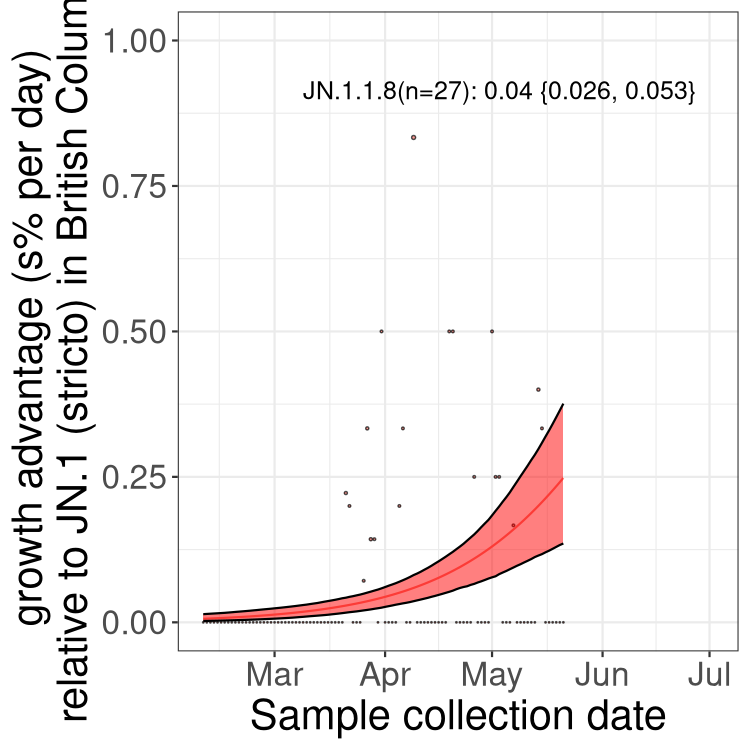 growth advantage (s% per day)
relative to JN.1 (stricto) in British Colum
1.00
0.75
0.50
0.25
0.00
JN.1.1.8(n=27): 0.04 {0.026, 0.053}
Mar Apr May Jun Jul
Sample collection date